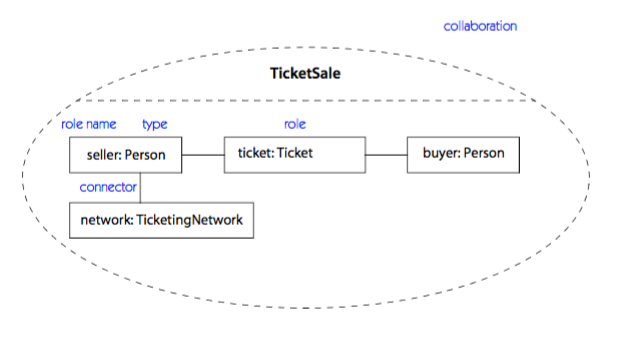 collaboration
TicketSale
role name type role
seller: Person ticket: Ticket buyer: Person
connector
network: TicketingNetwork